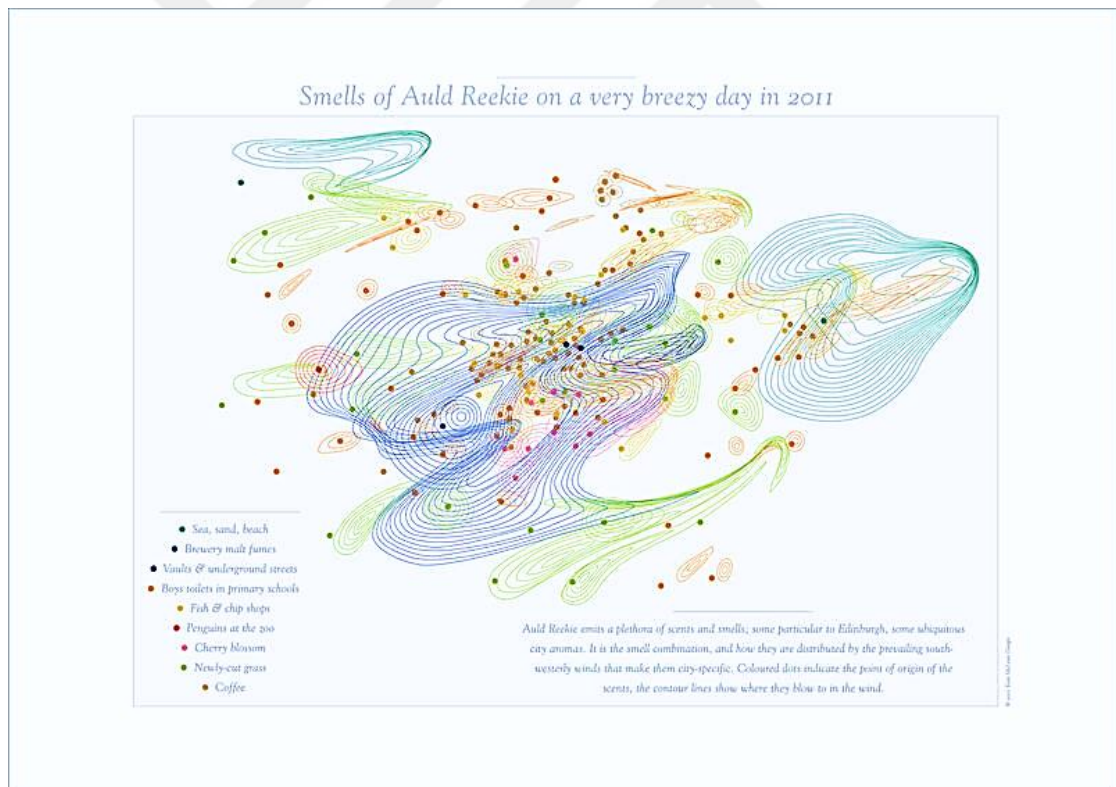 Smells of Auld Reekie on a very breezy day in 2011
Sea, sand, beach
Brewery malt fumes
Vaults & underground streets
Boys toilets in primary schools
Fish & chip shops
Penguins at the zoo
Cherry blossom
Newly-cut grass
Coffee
Auld Reekie emits a plethora of scents and smells; some particular to Edinburgh, some ubiquitous
city aromas. It is the smell combination, and how they are distributed by the prevailing south-
westerly winds that make them city-specific. Coloured dots indicate the point of origin of the
scents, the contour lines show where they blow to in the wind.